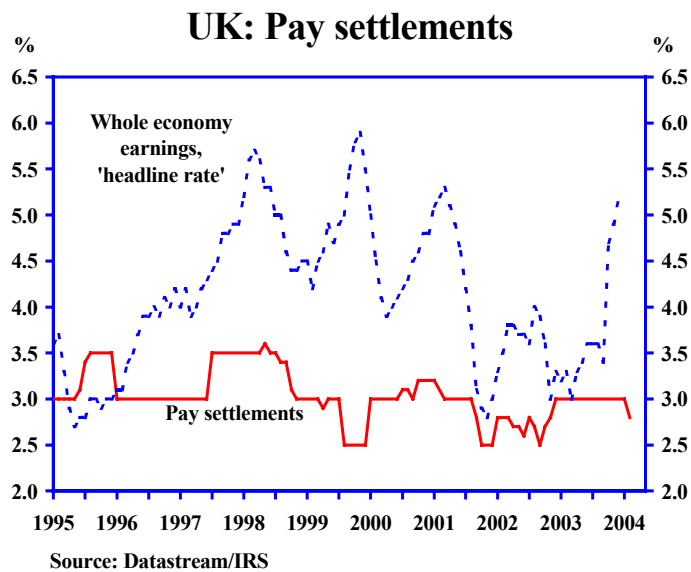 UK: Pay settlements
% %
6.5 6.5
6.0 6.0
Whole economy
earnings,
'headline rate'
5.5 5.5
5.0 5.0
4.5 4.5
4.0 4.0
3.5 3.5
3.0 3.0
Pay settlements
2.5 2.5
2.0 2.0
1995 1996 1997 1998 1999 2000 2001 2002 2003 2004
Source: Datastream/IRS